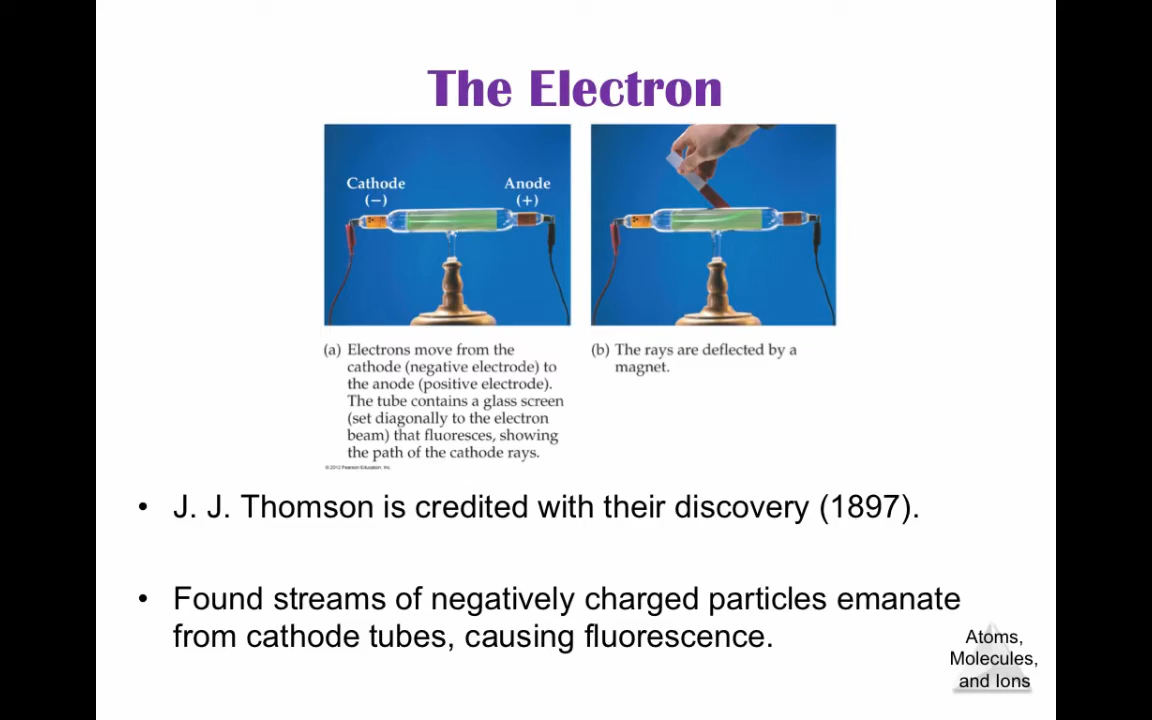 The Electron
Cathode
(−)
Anode
(+)
(a) Electrons move from the
cathode (negative electrode) to
the anode (positive electrode).
The tube contains a glass screen
(set diagonally to the electron
beam) that fluoresces, showing
the path of the cathode rays.
(b) The rays are deflected by a
magnet.
© 2012 Pearson Education, Inc.
• J. J. Thomson is credited with their discovery (1897).
• Found streams of negatively charged particles emanate
from cathode tubes, causing fluorescence.
Atoms,
Molecules,
and Ions